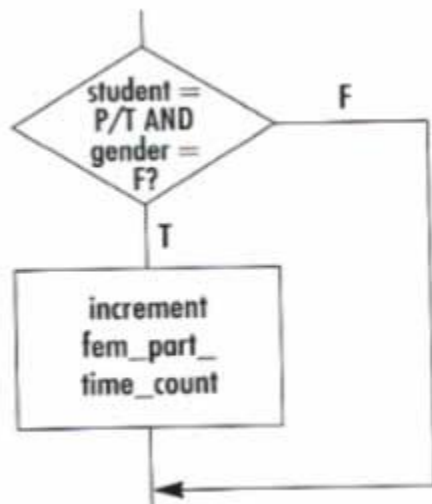 student =
P/T AND
gender =
F?
F
T
increment
fem_part_
time_count